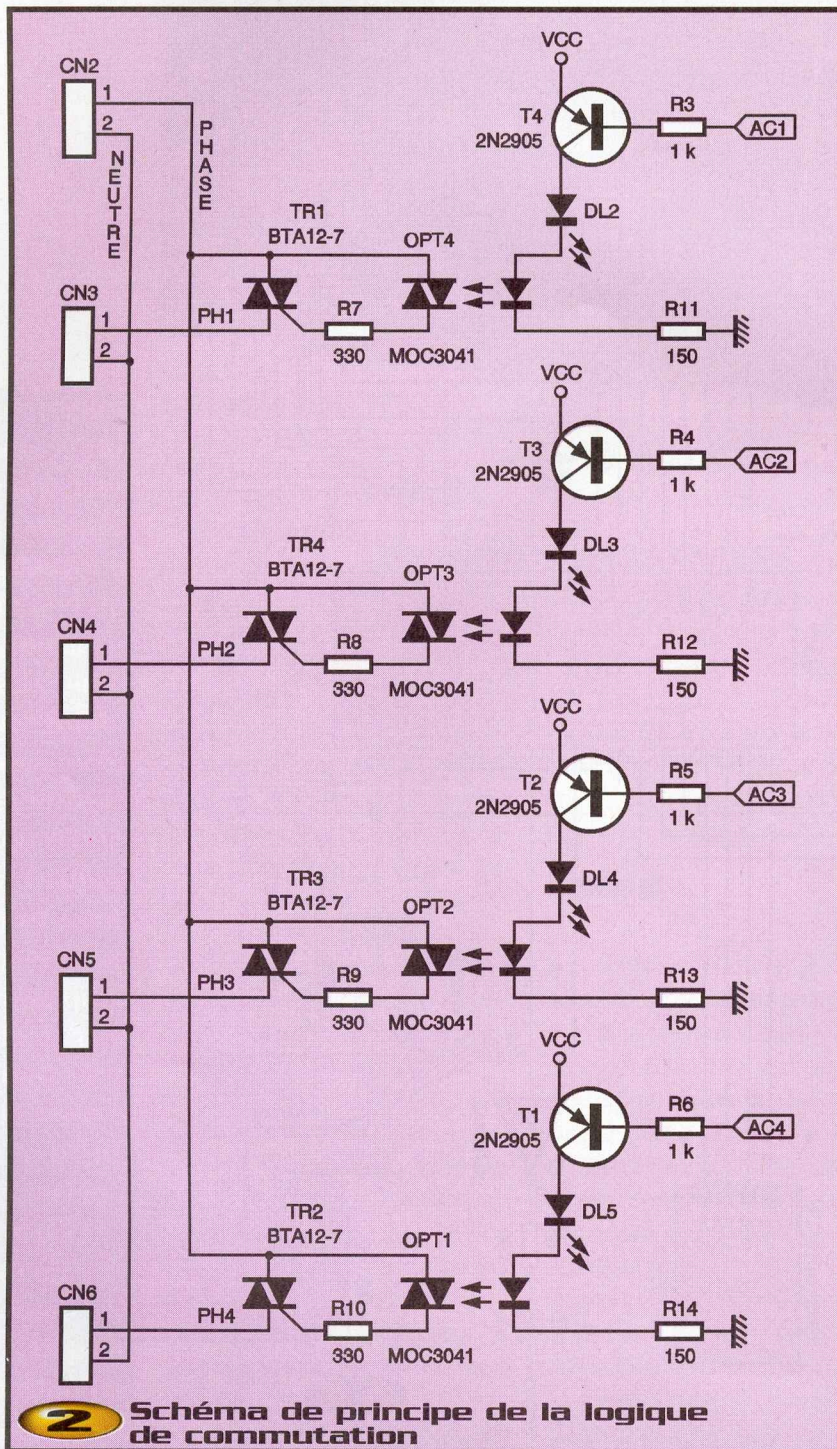 VCC
CN2
1
2
PHASE
NEUTRE
T4
2N2905
R3
1 k
AC1
DL2
TR1
BTA12-7
OPT4
CN3
1
2
PH1
R7
330
MOC3041
R11
150
VCC
T3
2N2905
R4
1 k
AC2
DL3
TR4
BTA12-7
OPT3
CN4
1
2
PH2
R8
330
MOC3041
R12
150
VCC
T2
2N2905
R5
1 k
AC3
DL4
TR3
BTA12-7
OPT2
CN5
1
2
PH3
R9
330
MOC3041
R13
150
VCC
T1
2N2905
R6
1 k
AC4
DL5
TR2
BTA12-7
OPT1
CN6
1
2
PH4
R10
330
MOC3041
R14
150
2 Schéma de principe de la logique
de commutation